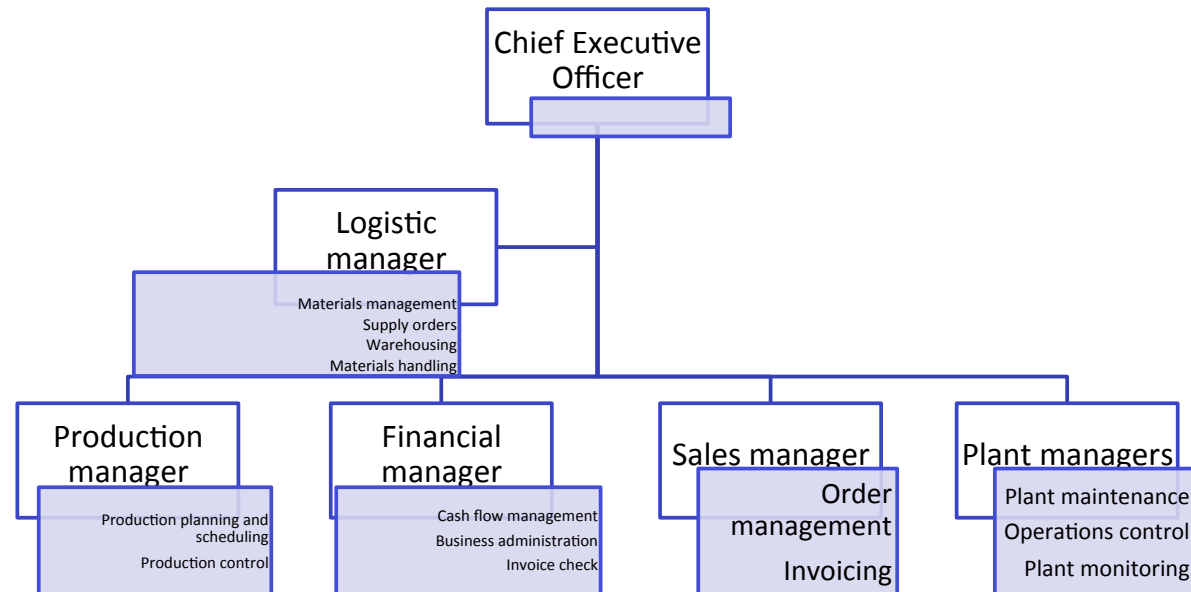 Chief Executive
Officer
Logistic
manager
Materials management
Supply orders
Warehousing
Materials handling
Production
manager
Production planning and
scheduling
Production control
Financial
manager
Cash flow management
Business administration
Invoice check
Sales manager
Order
management
Invoicing
Plant managers
Plant maintenance
Operations control
Plant monitoring